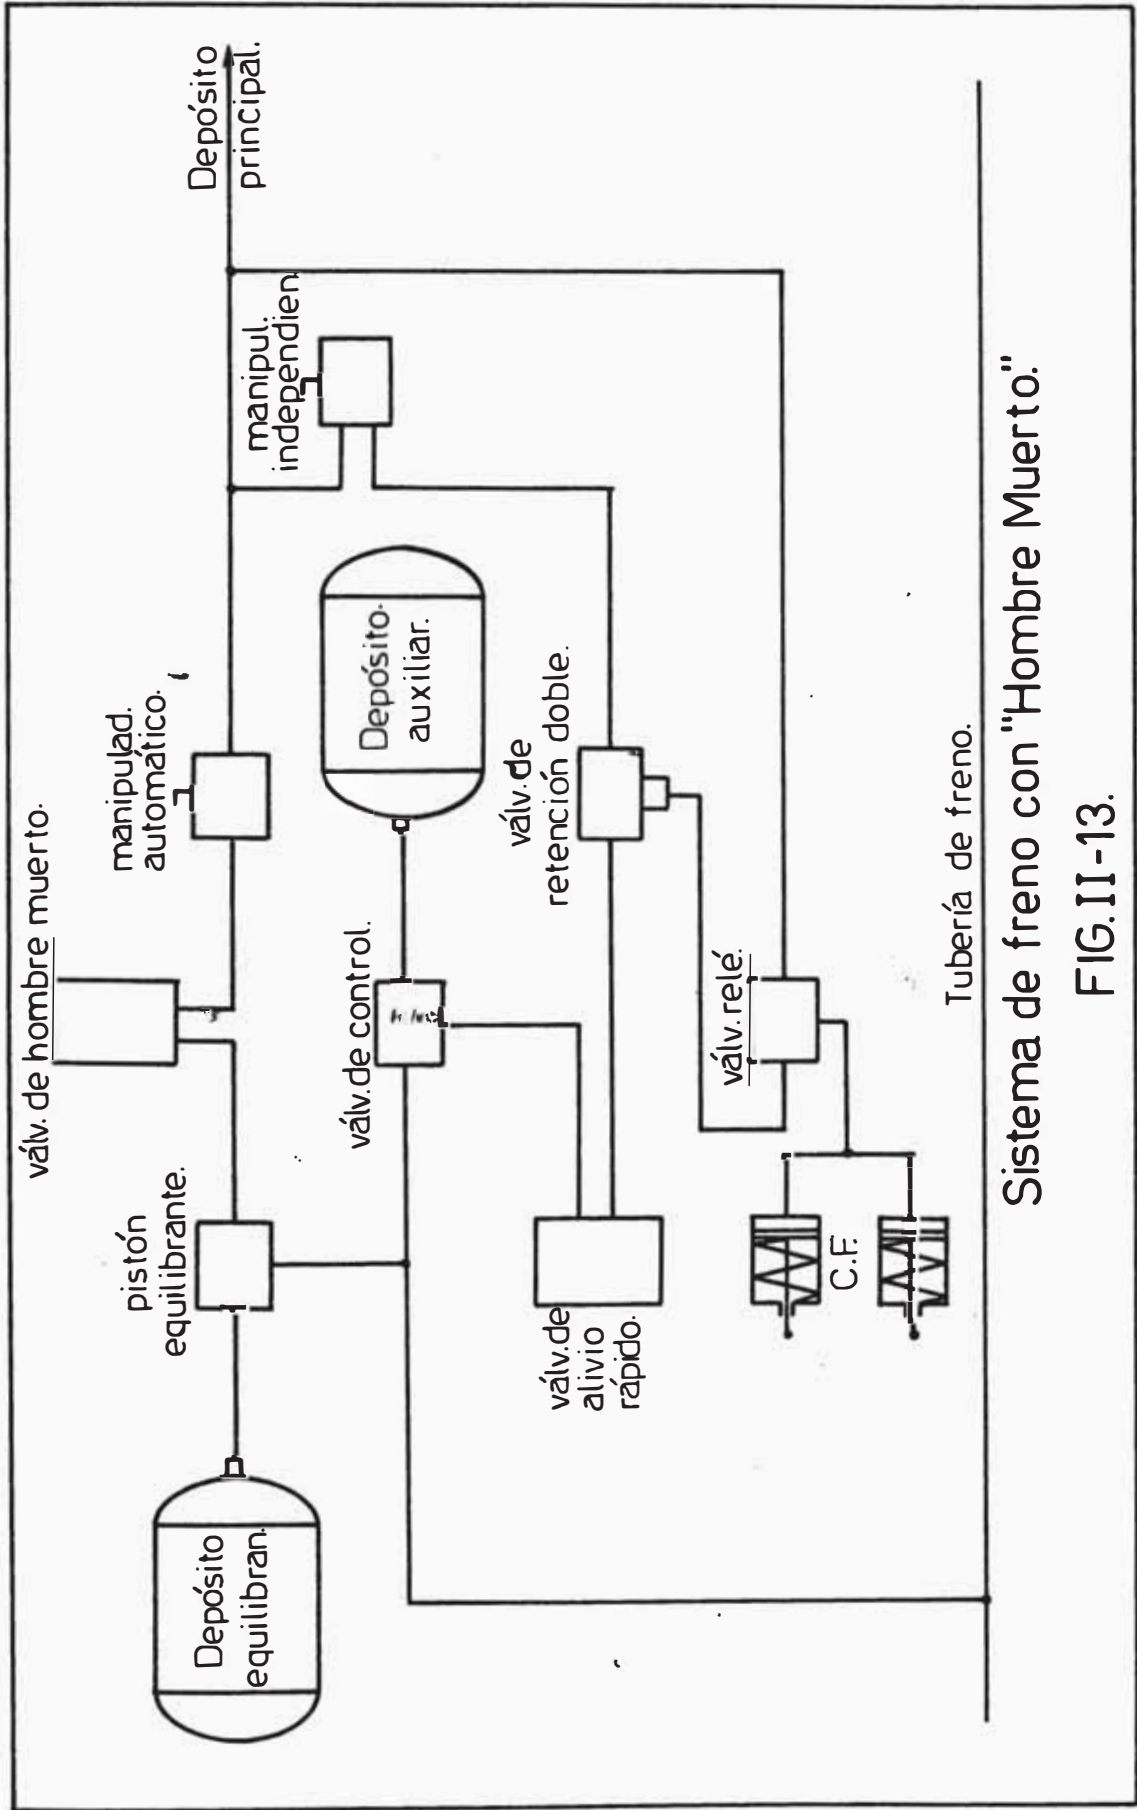 válv. de hombre muerto.
Depósito
principal.
manipulad.
automático.
manipul.
independien.
pistón
equilibrante.
Depósito
equilibran.
válv. de control.
Depósito.
auxiliar.
válv. de
retención doble.
válv. de
alivio
rápido.
válv. relé.
C.F.
Tubería de freno.
Sistema de freno con "Hombre Muerto".
FIG. II-13.